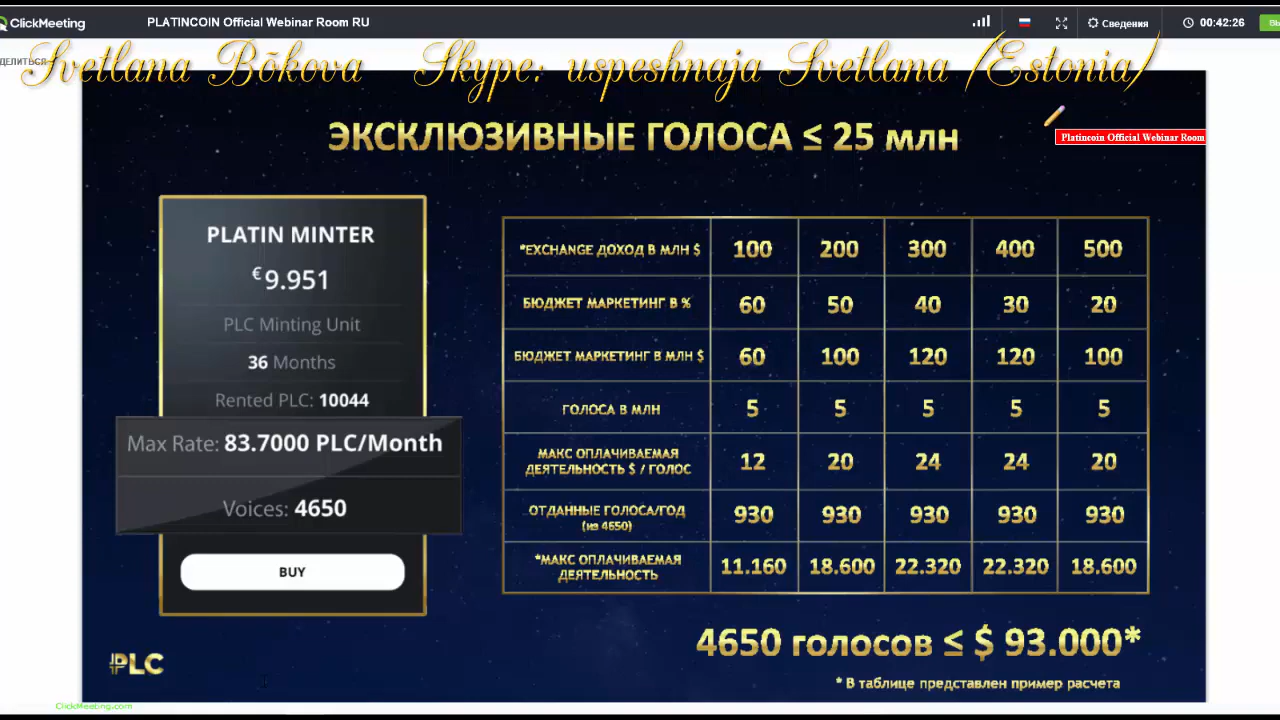 ClickMeeting PLATINCOIN Official Webinar Room RU Сведения 00:42:26
Svetlana Bõkova Skype: uspeshnaja Svetlana (Estonia)
ЭКСКЛЮЗИВНЫЕ ГОЛОСА ≤ 25 млн
Platincoin Official Webinar Room
PLATIN MINTER
€9.951
PLC Minting Unit
36 Months
Rented PLC: 10044
Max Rate: 83.7000 PLC/Month
Voices: 4650
BUY
*EXCHANGE ДОХОД В МЛН $ 100 200 300 400 500
БЮДЖЕТ МАРКЕТИНГ В % 60 50 40 30 20
БЮДЖЕТ МАРКЕТИНГ В МЛН $ 60 100 120 120 100
ГОЛОСА В МЛН 5 5 5 5 5
МАКС ОПЛАЧИВАЕМАЯ
ДЕЯТЕЛЬНОСТЬ $ / ГОЛОС 12 20 24 24 20
ОТДАННЫЕ ГОЛОСА/ГОД
(из 4650) 930 930 930 930 930
*МАКС ОПЛАЧИВАЕМАЯ
ДЕЯТЕЛЬНОСТЬ 11.160 18.600 22.320 22.320 18.600
4650 голосов ≤ $ 93.000*
* В таблице представлен пример расчета
PLC
ClickMeeting.com